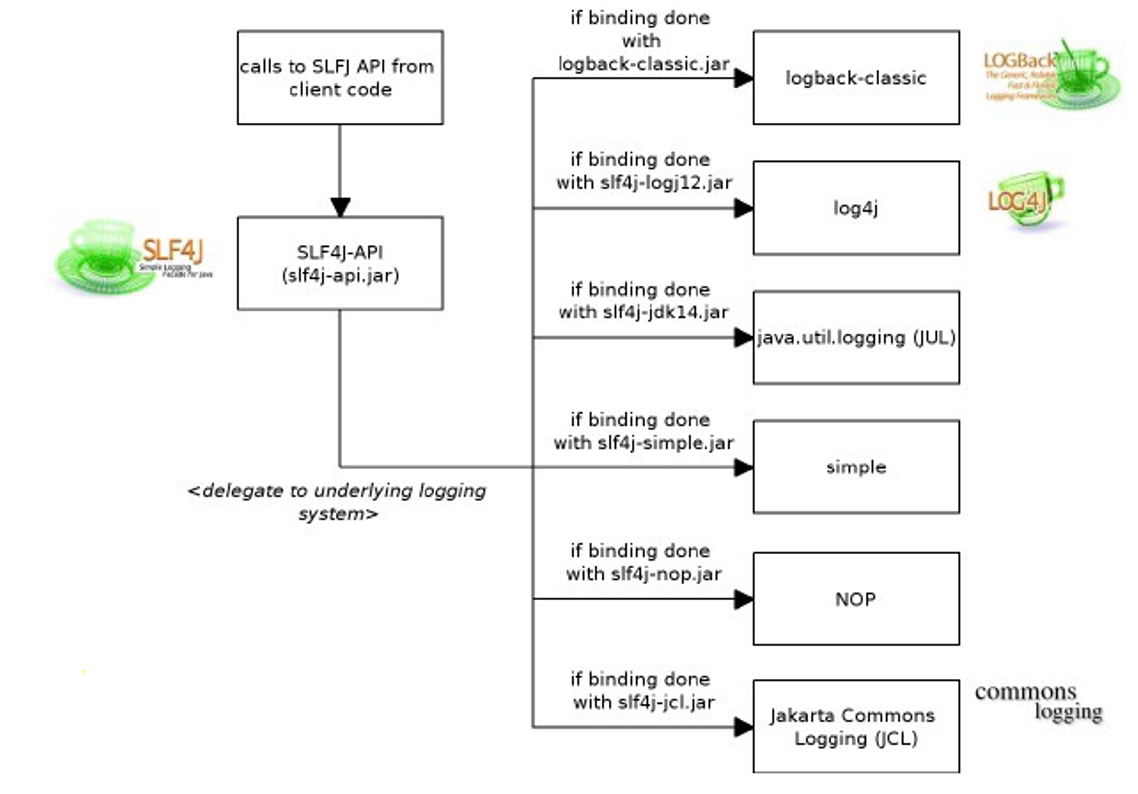 calls to SLFJ API from
client code
SLF4J
Simple Logging
Facade for Java
SLF4J-API
(slf4j-api.jar)
<delegate to underlying logging
system>
if binding done
with
logback-classic.jar
logback-classic
LOGBack
The Generic, Reliable
Fast & Flexible
Logging Framework
if binding done
with slf4j-logj12.jar
log4j
LOG4J
if binding done
with slf4j-jdk14.jar
java.util.logging (JUL)
if binding done
with slf4j-simple.jar
simple
if binding done
with slf4j-nop.jar
NOP
if binding done
with slf4j-jcl.jar
Jakarta Commons
Logging (JCL)
commons
logging